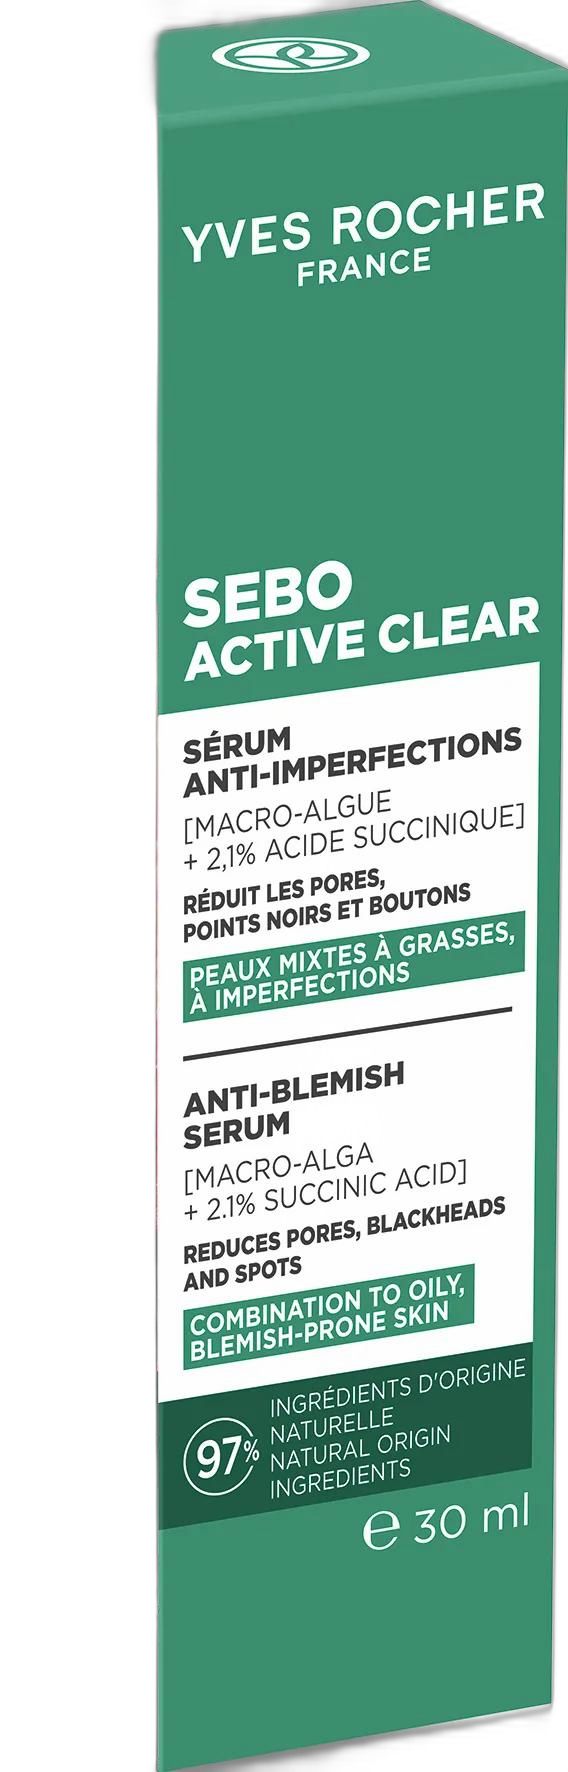 YVES ROCHER
FRANCE
SEBO
ACTIVE CLEAR
SÉRUM
ANTI-IMPERFECTIONS
[MACRO-ALGUE
+ 2,1% ACIDE SUCCINIQUE]
RÉDUIT LES PORES,
POINTS NOIRS ET BOUTONS
PEAUX MIXTES À GRASSES,
À IMPERFECTIONS
ANTI-BLEMISH
SERUM
[MACRO-ALGA
+ 2.1% SUCCINIC ACID]
REDUCES PORES, BLACKHEADS
AND SPOTS
COMBINATION TO OILY,
BLEMISH-PRONE SKIN
97%
INGRÉDIENTS D'ORIGINE
NATURELLE
NATURAL ORIGIN
INGREDIENTS
℮ 30 ml